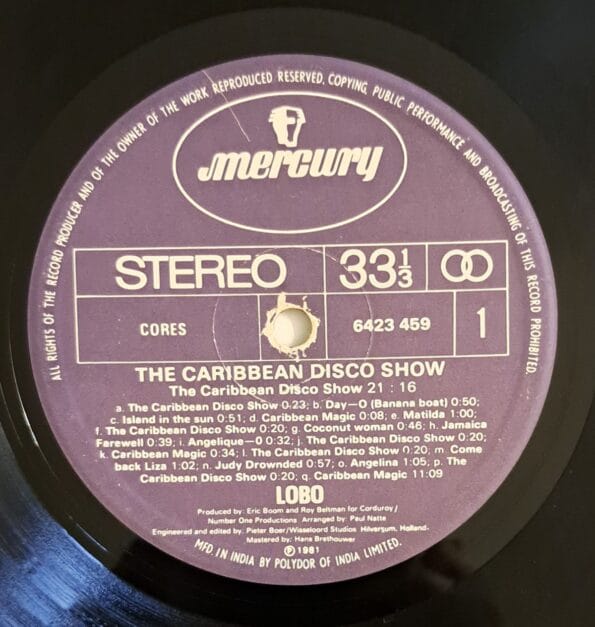 ALL RIGHTS OF THE RECORD PRODUCER AND OF THE OWNER OF THE WORK REPRODUCED RESERVED. COPYING, PUBLIC PERFORMANCE AND BROADCASTING OF THIS RECORD PROHIBITED.
mercury
STEREO 33⅓
CORES 6423 459 1
THE CARIBBEAN DISCO SHOW
The Caribbean Disco Show 21 : 16
a. The Caribbean Disco Show 0:23; b. Day—O (Banana boat) 0:50;
c. Island in the sun 0:51; d. Caribbean Magic 0:08; e. Matilda 1:00;
f. The Caribbean Disco Show 0:20; g. Coconut woman 0:46; h. Jamaica
Farewell 0:39; i. Angelique—0 0:32; j. The Caribbean Disco Show 0:20;
k. Caribbean Magic 0:34; l. The Caribbean Disco Show 0.20; m. Come
back Liza 1:02; n. Judy Drownded 0:57; o. Angelina 1:05; p. The
Caribbean Disco Show 0:20; q. Caribbean Magic 11:09
LOBO
Produced by: Eric Boom and Roy Beltman for Corduroy/
Number One Productions Arranged by: Paul Natte
Engineered and edited by: Pieter Boer/Wisseloord Studios Hilversum, Holland.
Mastered by: Hans Brethouwer
℗ 1981
MFD. IN INDIA BY POLYDOR OF INDIA LIMITED.